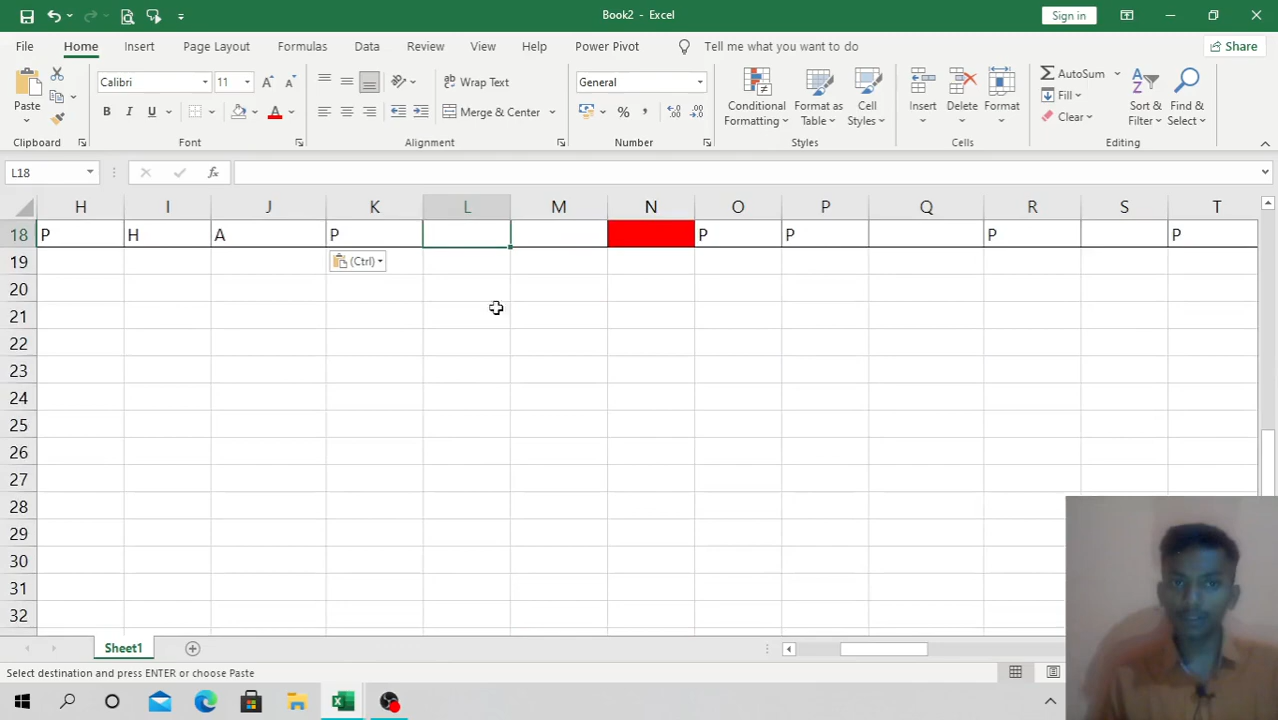 Book2 - Excel
Sign in
File Home Insert Page Layout Formulas Data Review View Help Power Pivot Tell me what you want to do Share
Paste
Calibri 11
B I U
Wrap Text
Merge & Center
General
Conditional Formatting
Format as Table
Cell Styles
Insert
Delete
Format
AutoSum
Fill
Clear
Sort & Filter
Find & Select
Clipboard Font Alignment Number Styles Cells Editing
L18 fx
H I J K L M N O P Q R S T
18 P H A P P P P P
19 (Ctrl)
20
21
22
23
24
25
26
27
28
29
30
31
32
Sheet1
Select destination and press ENTER or choose Paste